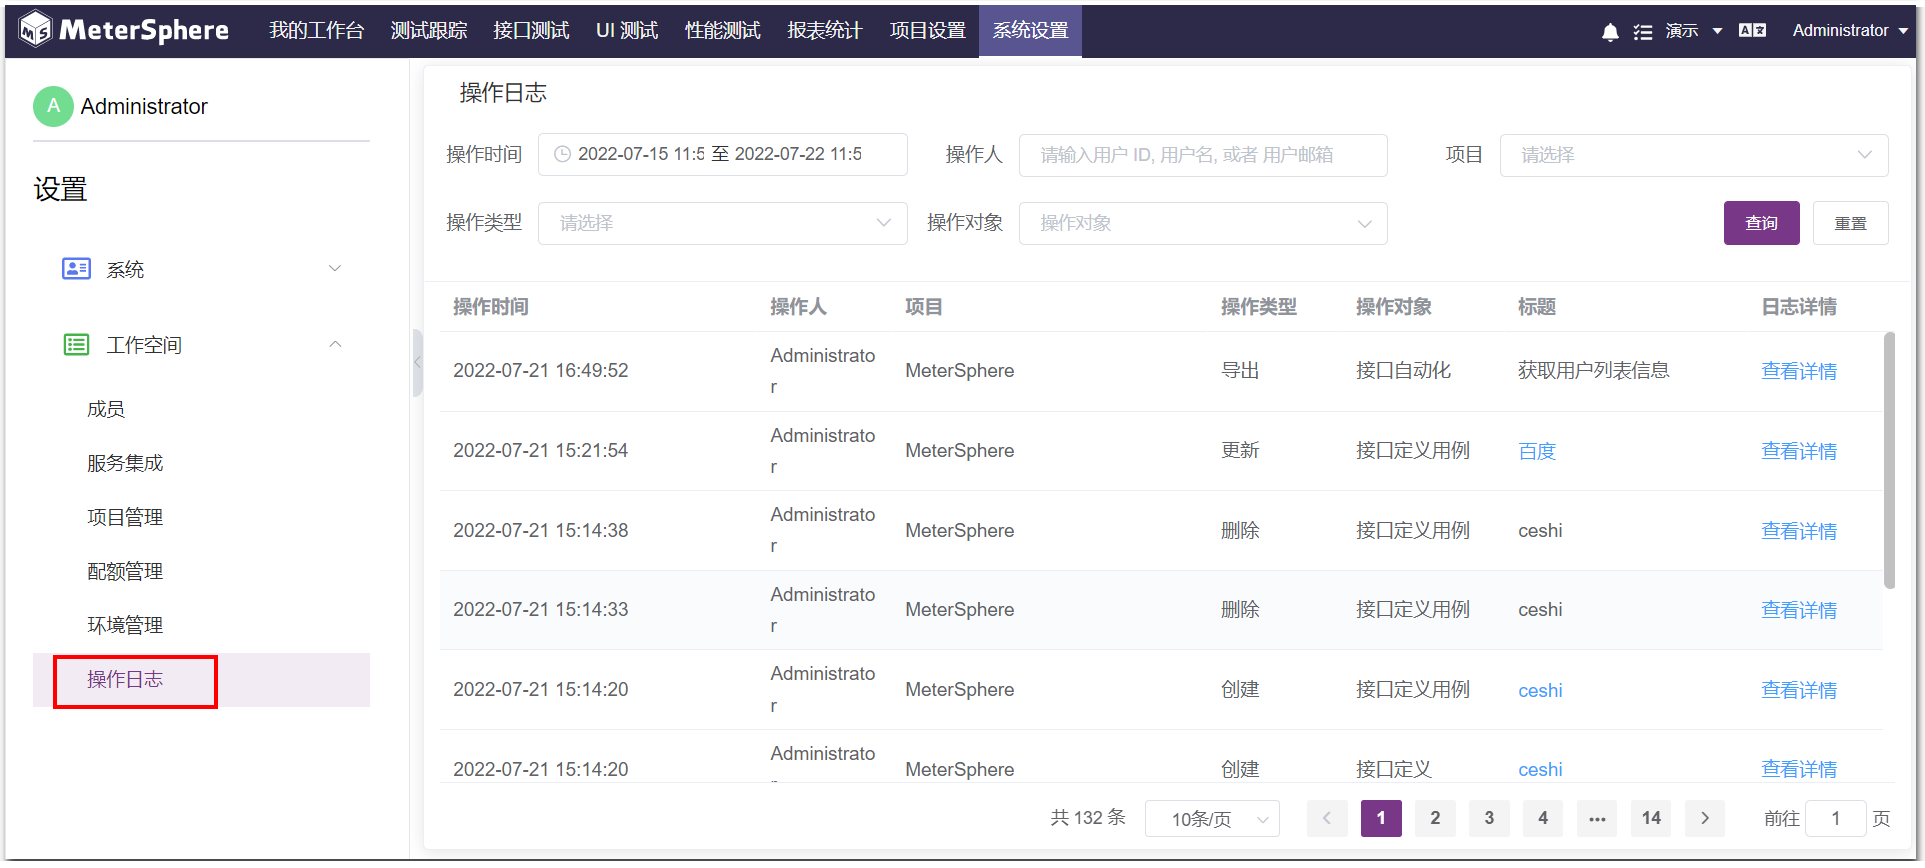 MeterSphere 我的工作台 测试跟踪 接口测试 UI 测试 性能测试 报表统计 项目设置 系统设置 演示 Administrator
A Administrator
设置
系统
工作空间
成员
服务集成
项目管理
配额管理
环境管理
操作日志
操作日志
操作时间 2022-07-15 11:5 至 2022-07-22 11:5 操作人 请输入用户 ID, 用户名, 或者 用户邮箱 项目 请选择
操作类型 请选择 操作对象 操作对象 查询 重置
操作时间 操作人 项目 操作类型 操作对象 标题 日志详情
2022-07-21 16:49:52 Administrato
r MeterSphere 导出 接口自动化 获取用户列表信息 查看详情
2022-07-21 15:21:54 Administrato
r MeterSphere 更新 接口定义用例 百度 查看详情
2022-07-21 15:14:38 Administrato
r MeterSphere 删除 接口定义用例 ceshi 查看详情
2022-07-21 15:14:33 Administrato
r MeterSphere 删除 接口定义用例 ceshi 查看详情
2022-07-21 15:14:20 Administrato
r MeterSphere 创建 接口定义用例 ceshi 查看详情
2022-07-21 15:14:20 Administrato
MeterSphere 创建 接口定义 ceshi 查看详情
共 132 条 10条/页 1 2 3 4 ••• 14 前往 1 页